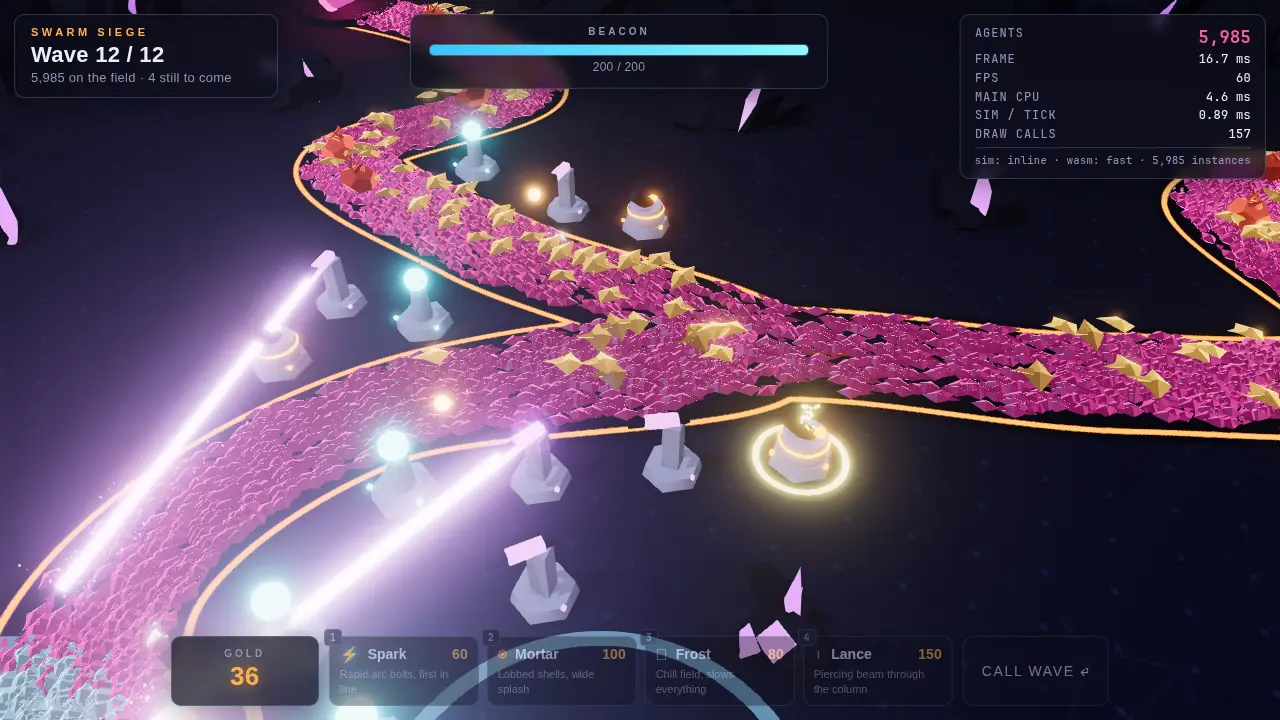 SWARM SIEGE
Wave 12 / 12
5,985 on the field · 4 still to come
BEACON
200 / 200
AGENTS 5,985
FRAME 16.7 ms
FPS 60
MAIN CPU 4.6 ms
SIM / TICK 0.89 ms
DRAW CALLS 157
sim: inline · wasm: fast · 5,985 instances
GOLD
36
1
Spark 60
Rapid arc bolts, first in
line
2
Mortar 100
Lobbed shells, wide
splash
3
Frost 80
Chill field, slows
everything
4
Lance 150
Piercing beam through
the column
CALL WAVE